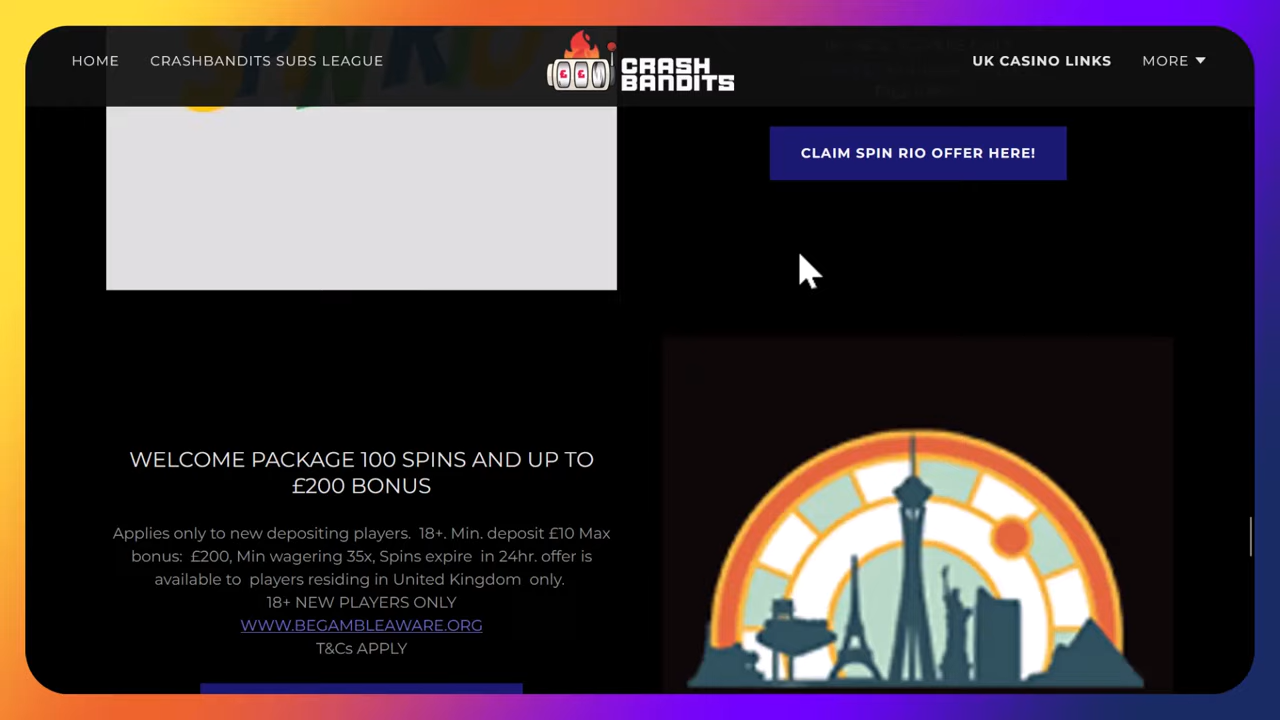 HOME
CRASHBANDITS SUBS LEAGUE
CRASH
BANDITS
UK CASINO LINKS
MORE
CLAIM SPIN RIO OFFER HERE!
WELCOME PACKAGE 100 SPINS AND UP TO
£200 BONUS
Applies only to new depositing players. 18+. Min. deposit £10 Max
bonus: £200, Min wagering 35x, Spins expire in 24hr. offer is
available to players residing in United Kingdom only.
18+ NEW PLAYERS ONLY
WWW.BEGAMBLEAWARE.ORG
T&Cs APPLY